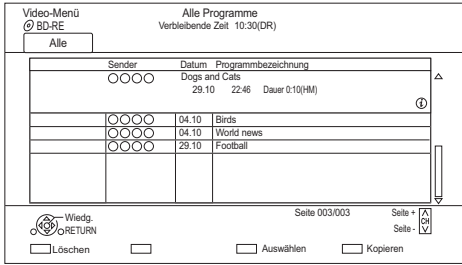 Video-Menü Alle Programme
BD-RE Verbleibende Zeit 10:30(DR)
Alle
Sender Datum Programmbezeichnung
Dogs and Cats
29.10 22:46 Dauer 0:10(HM)
04.10 Birds
04.10 World news
29.10 Football
Seite 003/003 Seite +
CH
Seite -
Wiedg.
RETURN
Löschen Auswählen Kopieren